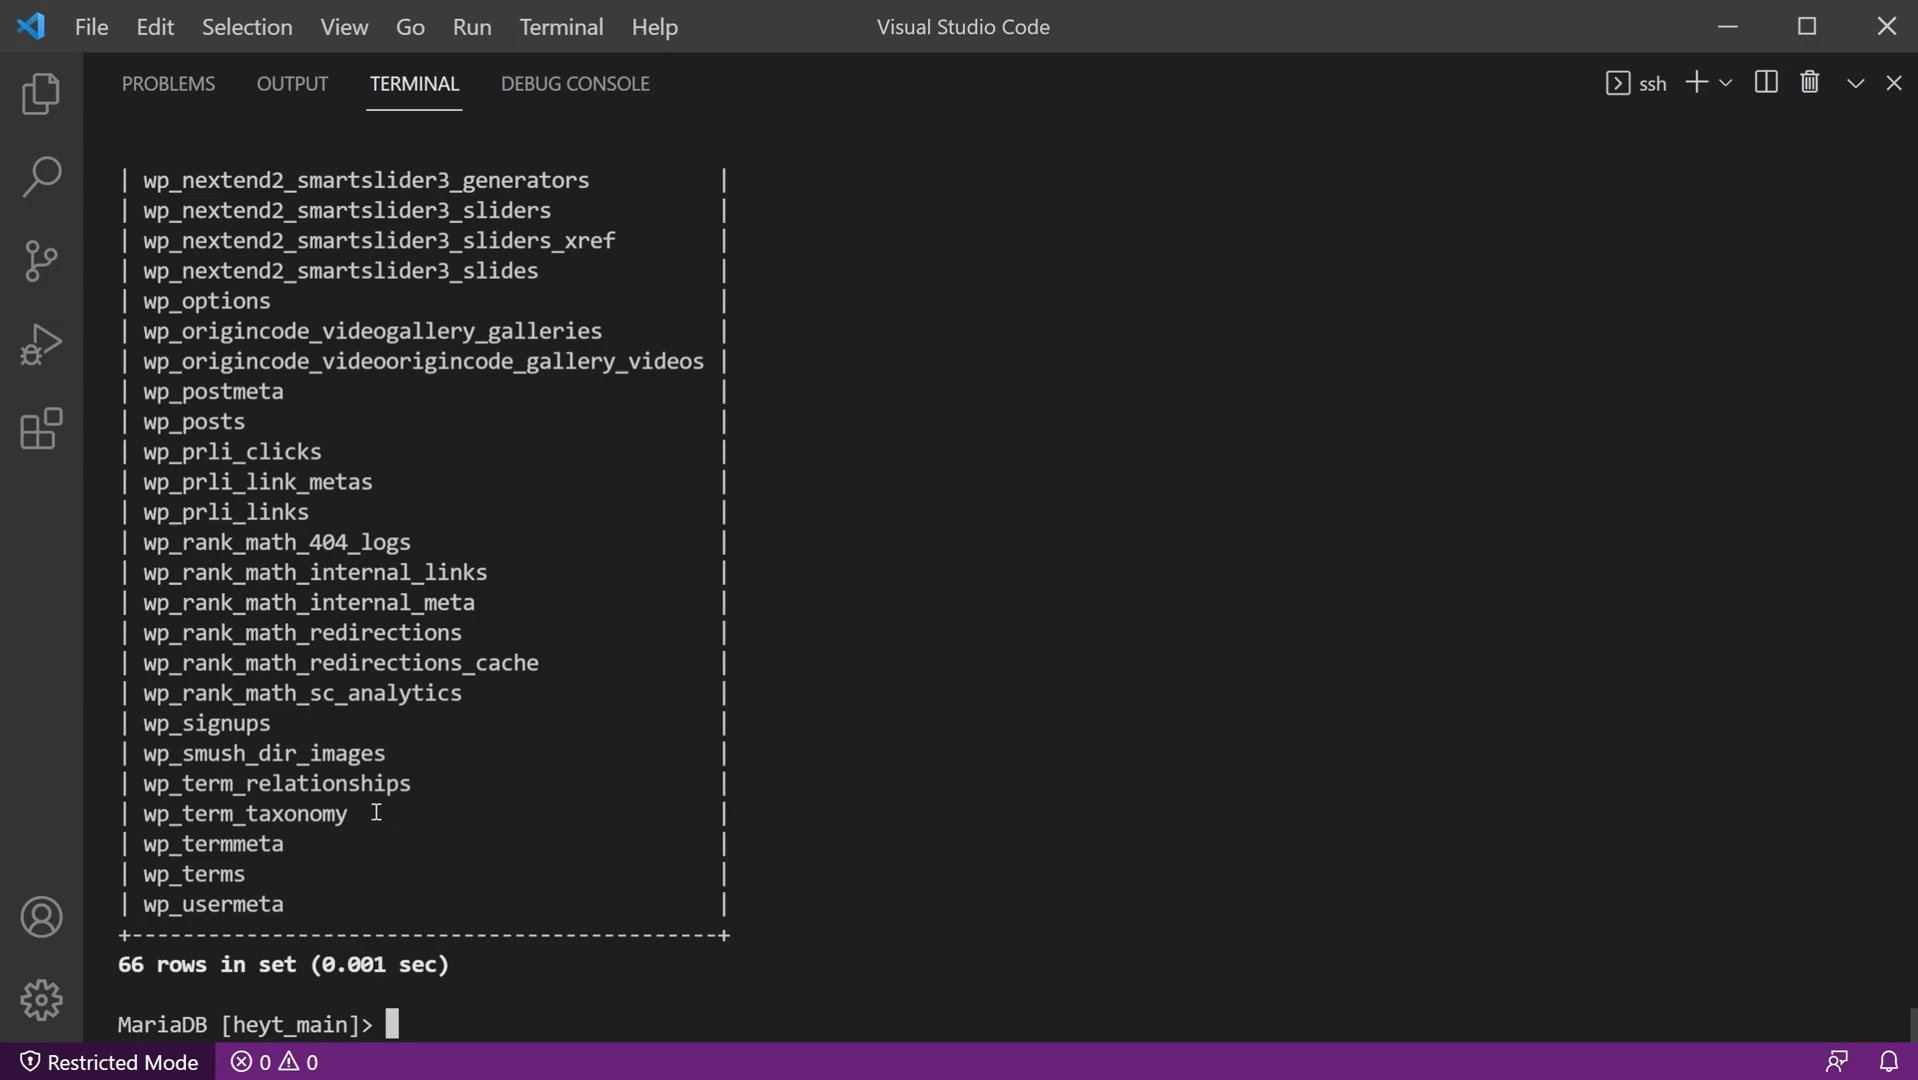 File Edit Selection View Go Run Terminal Help Visual Studio Code
PROBLEMS OUTPUT TERMINAL DEBUG CONSOLE ssh
| wp_nextend2_smartslider3_generators |
| wp_nextend2_smartslider3_sliders |
| wp_nextend2_smartslider3_sliders_xref |
| wp_nextend2_smartslider3_slides |
| wp_options |
| wp_origincode_videogallery_galleries |
| wp_origincode_videoorigincode_gallery_videos |
| wp_postmeta |
| wp_posts |
| wp_prli_clicks |
| wp_prli_link_metas |
| wp_prli_links |
| wp_rank_math_404_logs |
| wp_rank_math_internal_links |
| wp_rank_math_internal_meta |
| wp_rank_math_redirections |
| wp_rank_math_redirections_cache |
| wp_rank_math_sc_analytics |
| wp_signups |
| wp_smush_dir_images |
| wp_term_relationships |
| wp_term_taxonomy |
| wp_termmeta |
| wp_terms |
| wp_usermeta |
+----------------------------------------------+
66 rows in set (0.001 sec)
MariaDB [heyt_main]>
Restricted Mode 0 0